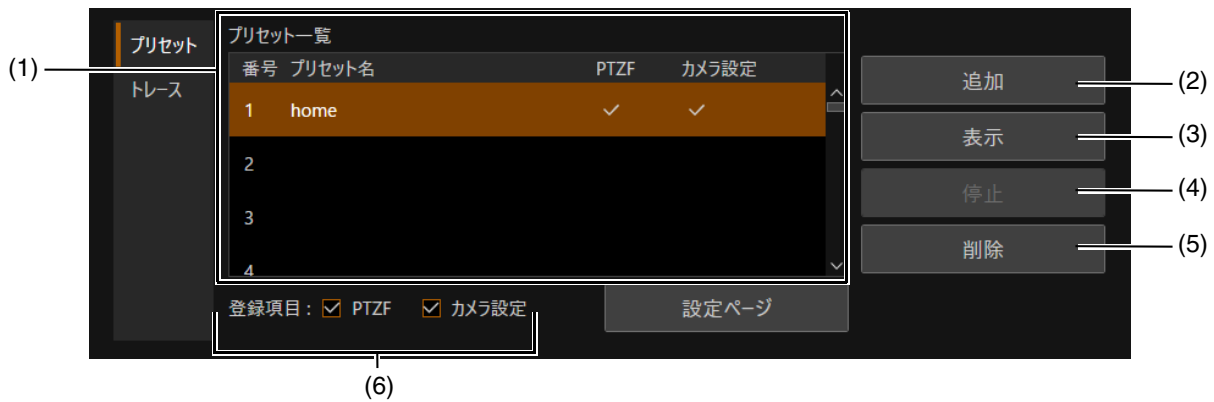 プリセット
トレース
プリセット一覧
番号 プリセット名 PTZF カメラ設定
1 home
2
3
4
登録項目 : PTZF カメラ設定
設定ページ
追加
表示
停止
削除
(1)
(2)
(3)
(4)
(5)
(6)